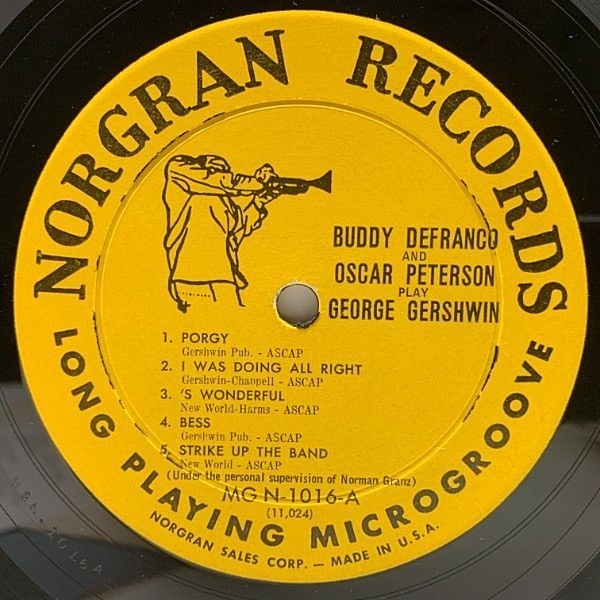 NORGRAN RECORDS
BUDDY DEFRANCO
AND
OSCAR PETERSON
PLAY
GEORGE GERSHWIN
1. PORGY
Gershwin Pub. - ASCAP
2. I WAS DOING ALL RIGHT
Gershwin-Chappell - ASCAP
3. 'S WONDERFUL
New World-Harms - ASCAP
4. BESS
Gershwin Pub. - ASCAP
5. STRIKE UP THE BAND
New World - ASCAP
(Under the personal supervision of Norman Granz)
MG N-1016-A
(11,024)
LONG PLAYING MICROGROOVE
NORGRAN SALES CORP. — MADE IN U.S.A.